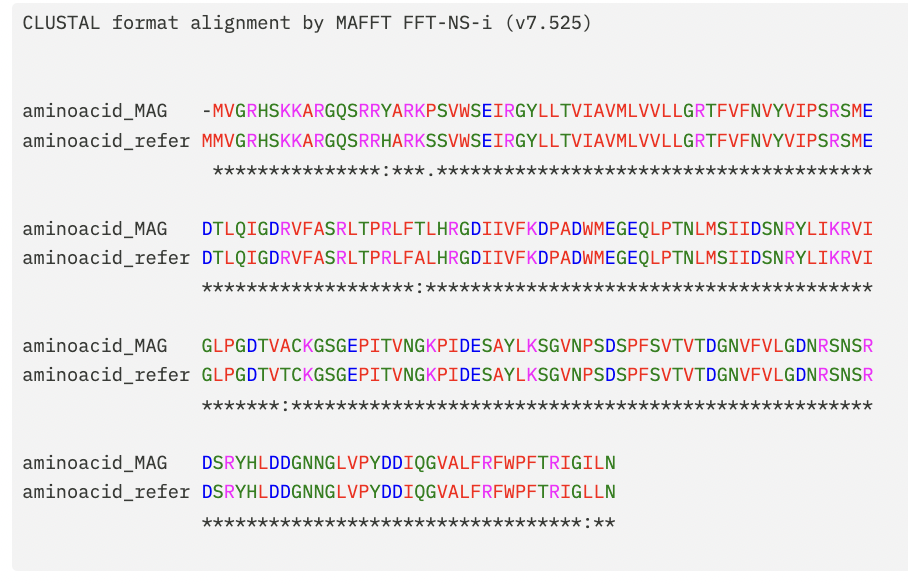 CLUSTAL format alignment by MAFFT FFT-NS-i (v7.525)
aminoacid_MAG   -MVGRHSKKARGQSRRYARKPSVWSEIRGYLLTVIAVMLVVLLGRTFVFNVYVIPSRSME
aminoacid_refer MMVGRHSKKARGQSRRHARKSSVWSEIRGYLLTVIAVMLVVLLGRTFVFNVYVIPSRSME
                 ***************:***.***************************************
aminoacid_MAG   DTLQIGDRVFASRLTPRLFTLHRGDIIVFKDPADWMEGEQLPTNLMSIIDSNRYLIKRVI
aminoacid_refer DTLQIGDRVFASRLTPRLFALHRGDIIVFKDPADWMEGEQLPTNLMSIIDSNRYLIKRVI
                *******************:****************************************
aminoacid_MAG   GLPGDTVACKGSGEPITVNGKPIDESAYLKSGVNPSDSPFSVTVTDGNVFVLGDNRSNSR
aminoacid_refer GLPGDTVTCKGSGEPITVNGKPIDESAYLKSGVNPSDSPFSVTVTDGNVFVLGDNRSNSR
                *******:****************************************************
aminoacid_MAG   DSRYHLDDGNNGLVPYDDIQGVALFRFWPFTRIGILN
aminoacid_refer DSRYHLDDGNNGLVPYDDIQGVALFRFWPFTRIGLLN
                **********************************:**